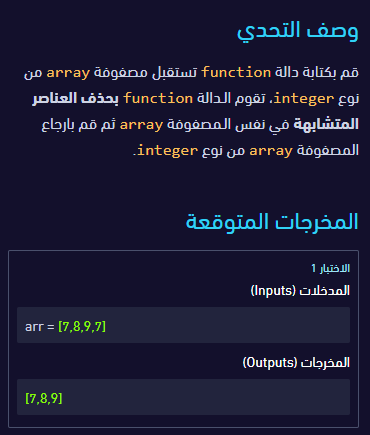 وصف التحدي
قم بكتابة دالة function تستقبل مصفوفة array من
نوع integer، تقوم الدالة function بحذف العناصر
المتشابهة في نفس المصفوفة array ثم قم بارجاع
المصفوفة array من نوع integer.
المخرجات المتوقعة
الاختبار 1
المدخلات (Inputs)
arr = [7,8,9,7]
المخرجات (Outputs)
[7,8,9]